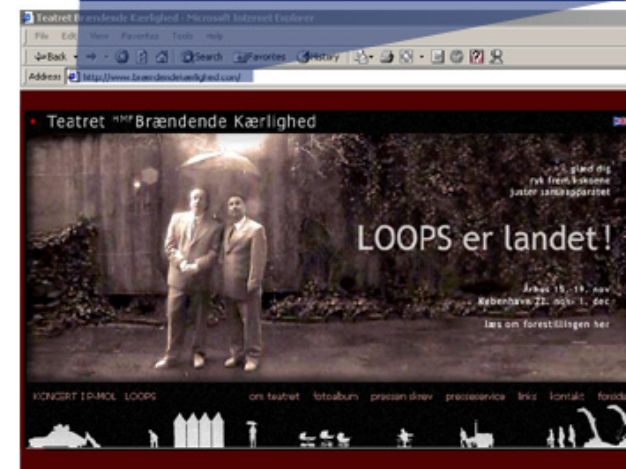 Teatret Brændende Kærlighed - Microsoft Internet Explorer
File Edit View Favorites Tools Help
Back Search Favorites History
Address http://www.braendendekaerlighed.com/
Teatret HMF Brændende Kærlighed
glæd dig
ryk frem i skoene
juster sanseapparatet
LOOPS er landet!
Århus 15.-19. nov
København 22. nov- 1. dec
læs om forestillingen her
KONCERT I P-MOL LOOPS om teatret fotoalbum pressen skrev presseservice links kontakt forside